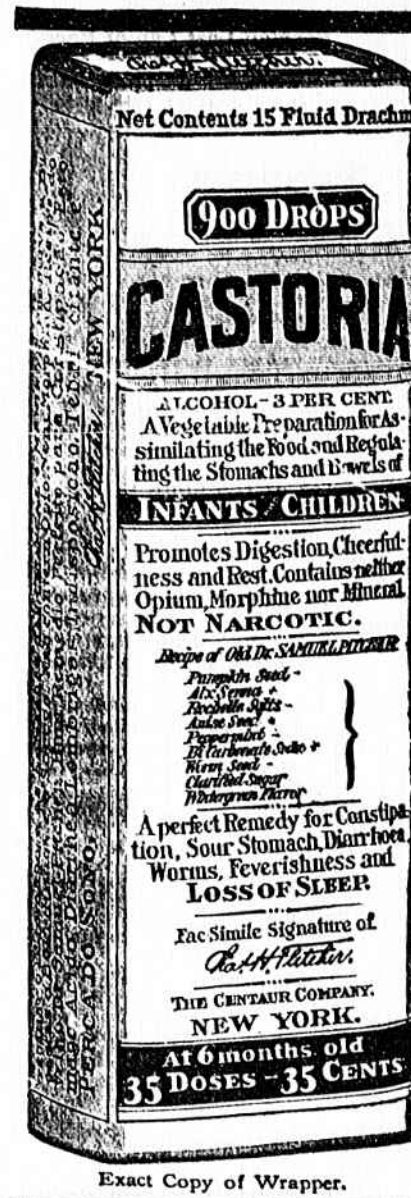 Chas. H. Fletcher.
Net Contents 15 Fluid Drachm
900 DROPS
CASTORIA
ALCOHOL-3 PER CENT.
A Vegetable Preparation for As-
similating the Food and Regula-
ting the Stomachs and Bowels of
INFANTS CHILDREN
Promotes Digestion, Cheerful-
ness and Rest. Contains neither
Opium, Morphine nor Mineral
NOT NARCOTIC.
Recipe of Old Dr. SAMUEL PITCHER
Pumpkin Seed -
Alx Senna +
Rochelle Salts -
Anise Seed +
Peppermint -
Bi Carbonate Soda +
Worm Seed -
Clarified Sugar
Wintergreen Flavor
A perfect Remedy for Constipa-
tion, Sour Stomach, Diarrhoea,
Worms, Feverishness and
LOSS OF SLEEP.
Fac Simile Signature of
Chas. H. Fletcher.
THE CENTAUR COMPANY,
NEW YORK.
At 6 months old
35 DOSES - 35 CENTS
Chas. H. Fletcher NEW YORK
Exact Copy of Wrapper.